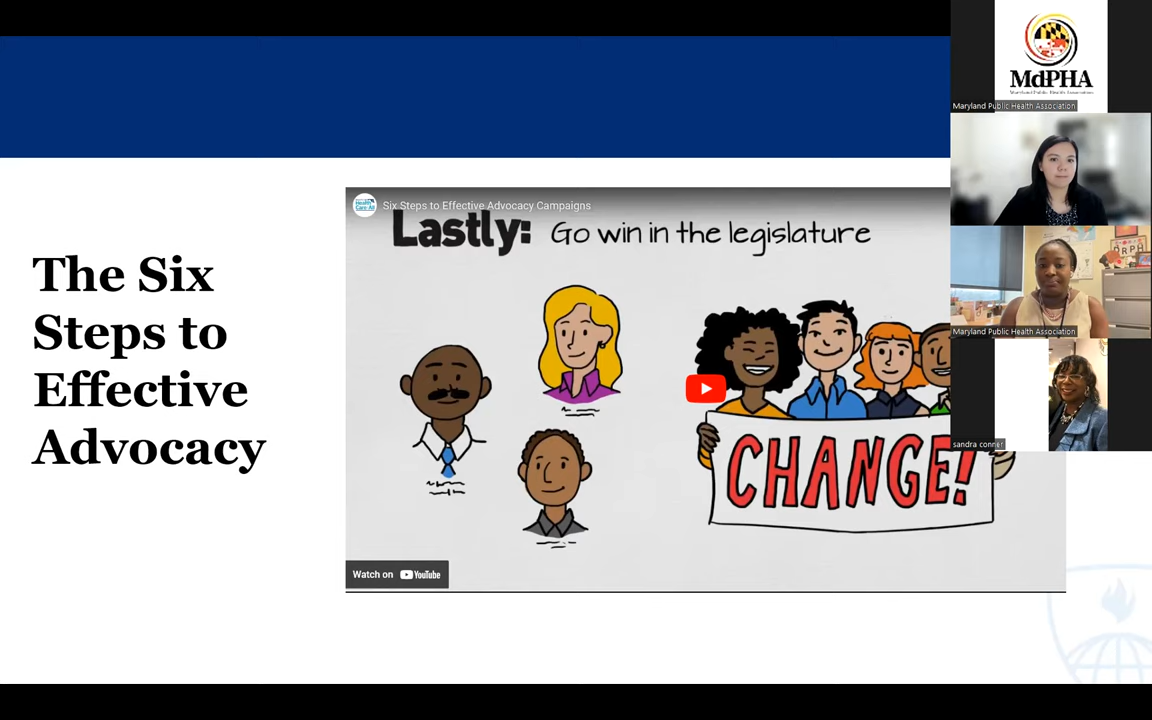 The Six
Steps to
Effective
Advocacy
Six Steps to Effective Advocacy Campaigns
Lastly: Go win in the legislature
CHANGE!
Watch on YouTube
MdPHA
Maryland Public Health Association
Maryland Public Health Association
Maryland Public Health Association
sandra conner